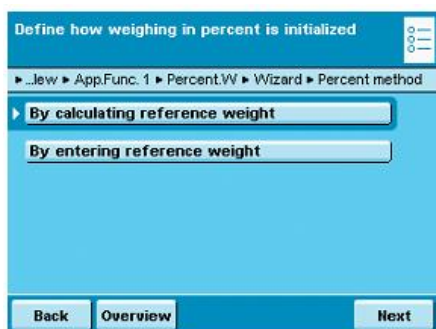 Define how weighing in percent is initialized
▸...lew ▸ App.Func. 1 ▸ Percent.W ▸ Wizard ▸ Percent method
By calculating reference weight
By entering reference weight
Back Overview Next